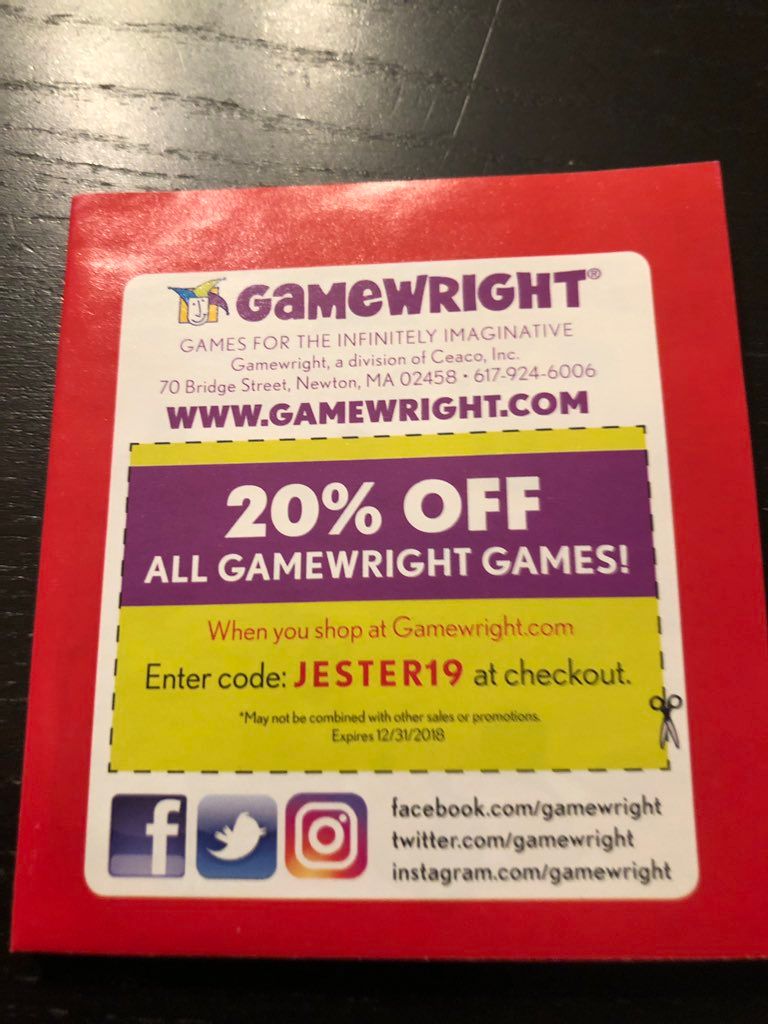 GAMEWRIGHT®
GAMES FOR THE INFINITELY IMAGINATIVE
Gamewright, a division of Ceaco, Inc.
70 Bridge Street, Newton, MA 02458 • 617-924-6006
WWW.GAMEWRIGHT.COM
20% OFF
ALL GAMEWRIGHT GAMES!
When you shop at Gamewright.com
Enter code: JESTER19 at checkout.
*May not be combined with other sales or promotions.
Expires 12/31/2018
facebook.com/gamewright
twitter.com/gamewright
instagram.com/gamewright